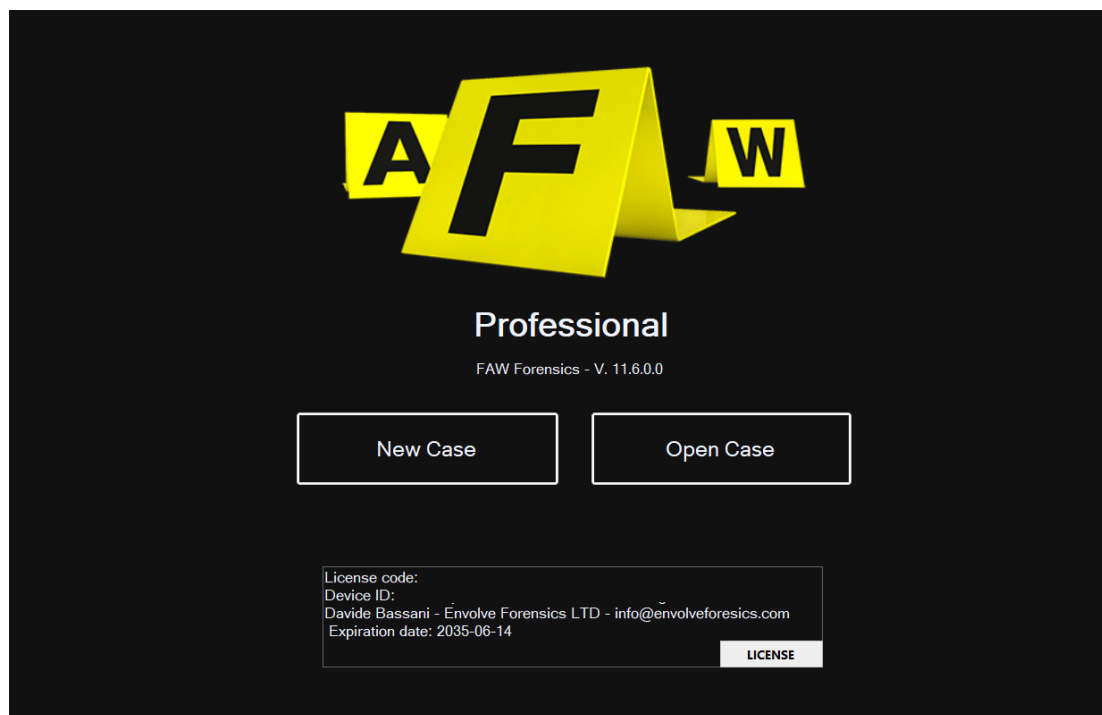 A F W
Professional
FAW Forensics - V. 11.6.0.0
New Case
Open Case
License code:
Device ID:
Davide Bassani - Envolve Forensics LTD - info@envolveforesics.com
Expiration date: 2035-06-14
LICENSE